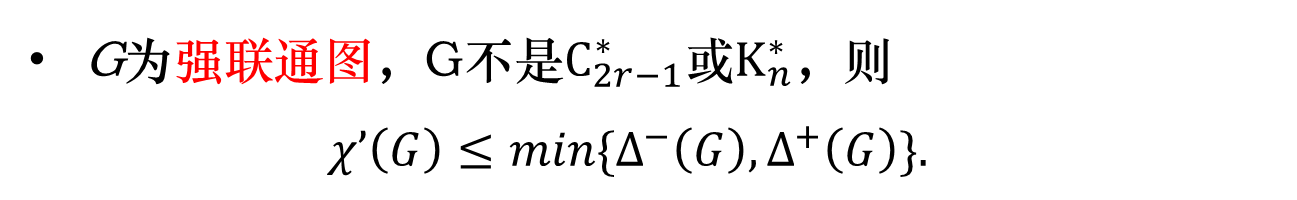 • G为强联通图，G不是C*₂ᵣ₋₁或K*ₙ，则
χ’(G) ≤ min{Δ⁻(G), Δ⁺(G)}.